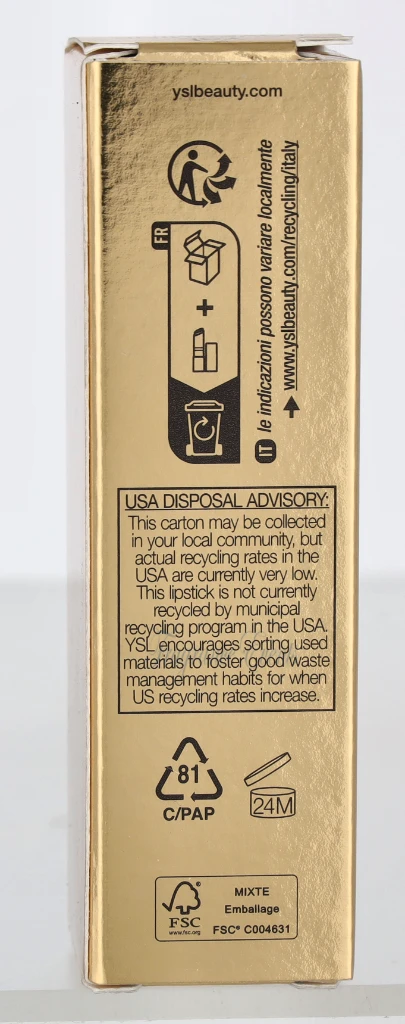 yslbeauty.com
FR
+
IT le indicazioni possono variare localmente
www.yslbeauty.com/recycling/italy
USA DISPOSAL ADVISORY:
This carton may be collected
in your local community, but
actual recycling rates in the
USA are currently very low.
This lipstick is not currently
recycled by municipal
recycling program in the USA.
YSL encourages sorting used
materials to foster good waste
management habits for when
US recycling rates increase.
81
C/PAP
24M
FSC
www.fsc.org
MIXTE
Emballage
FSC® C004631